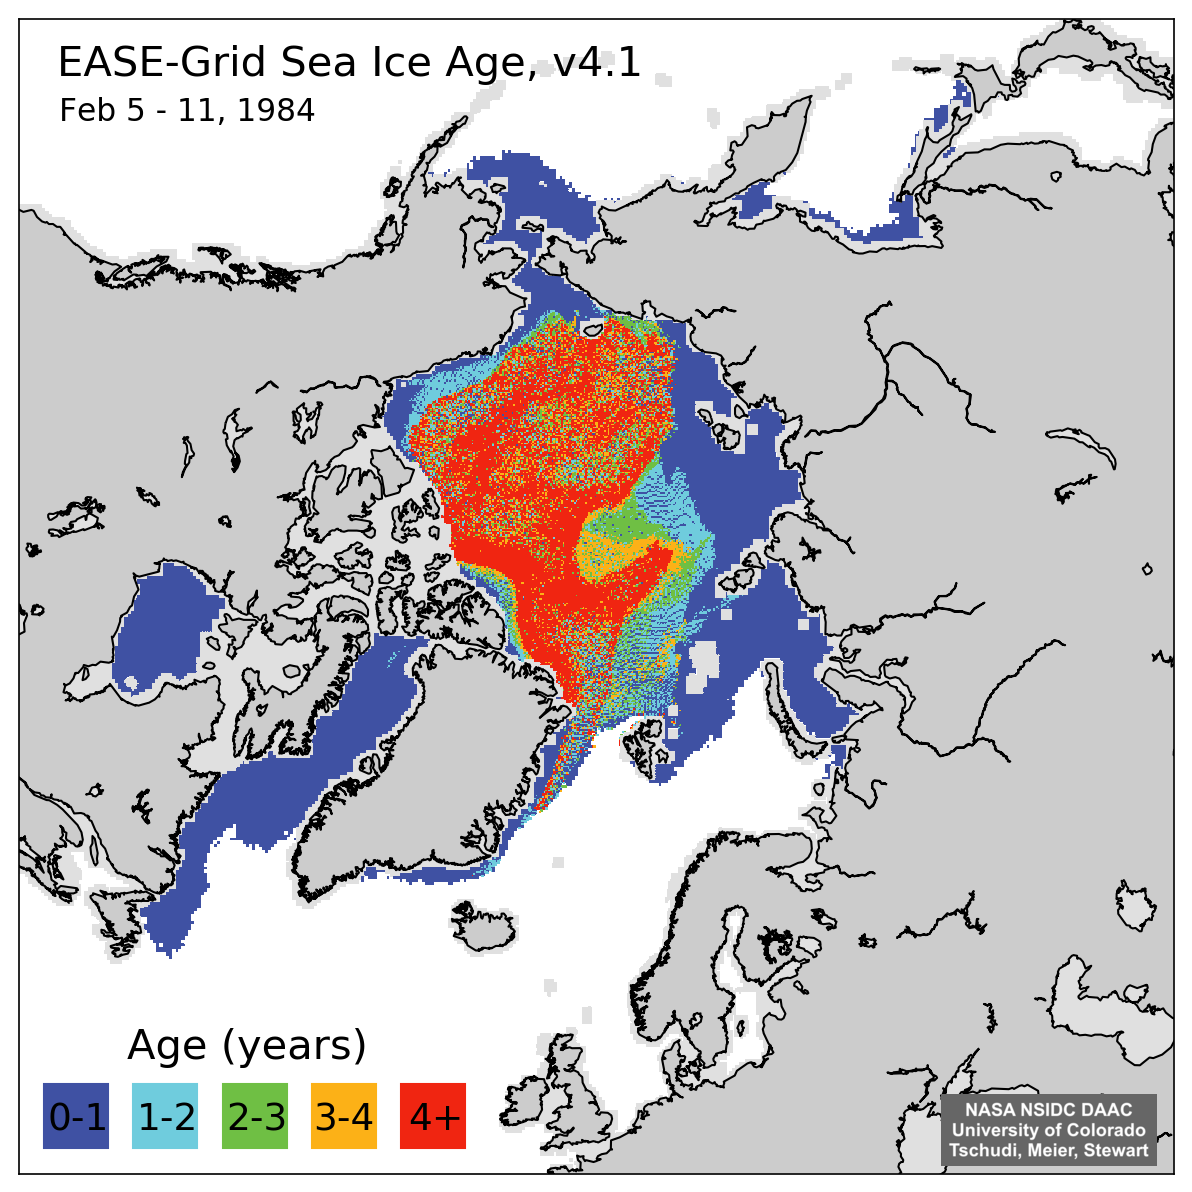 EASE-Grid Sea Ice Age, v4.1
Feb 5 - 11, 1984
Age (years)
0-1 1-2 2-3 3-4 4+
NASA NSIDC DAAC
University of Colorado
Tschudi, Meier, Stewart